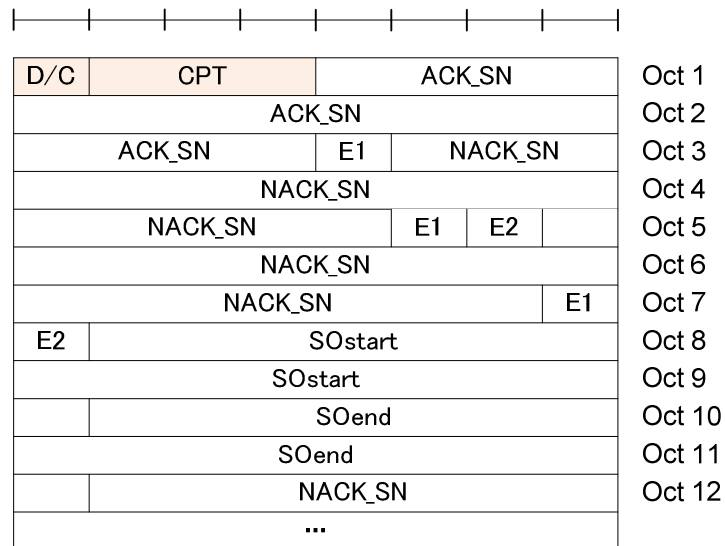 D/C CPT ACK_SN Oct 1
ACK_SN Oct 2
ACK_SN E1 NACK_SN Oct 3
NACK_SN Oct 4
NACK_SN E1 E2 Oct 5
NACK_SN Oct 6
NACK_SN E1 Oct 7
E2 SOstart Oct 8
SOstart Oct 9
SOend Oct 10
SOend Oct 11
NACK_SN Oct 12
...